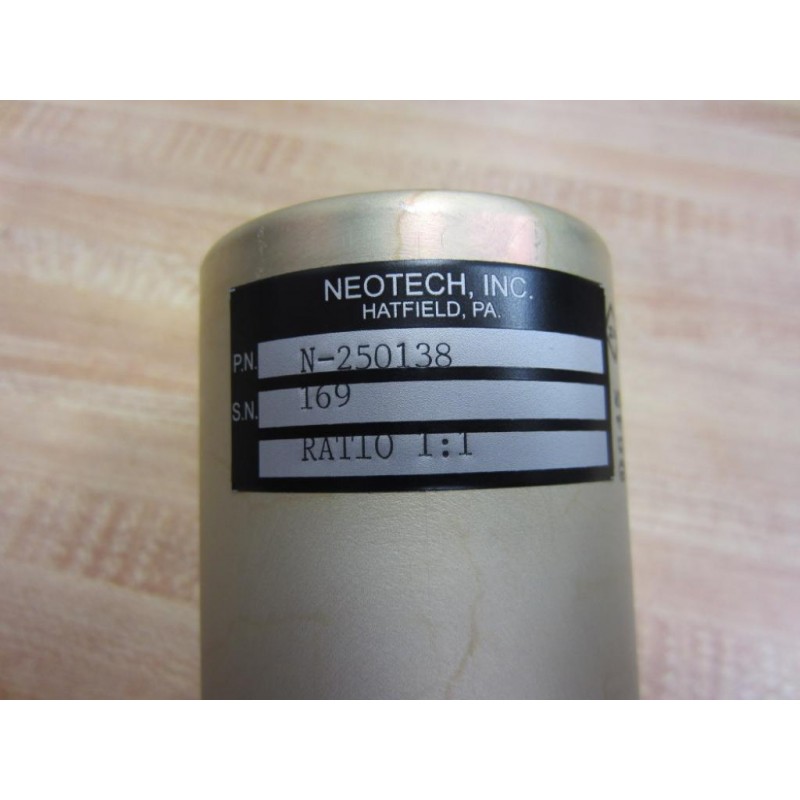 NEOTECH, INC.
HATFIELD, PA.
P.N. N-250138
S.N. 169
RATIO 1:1